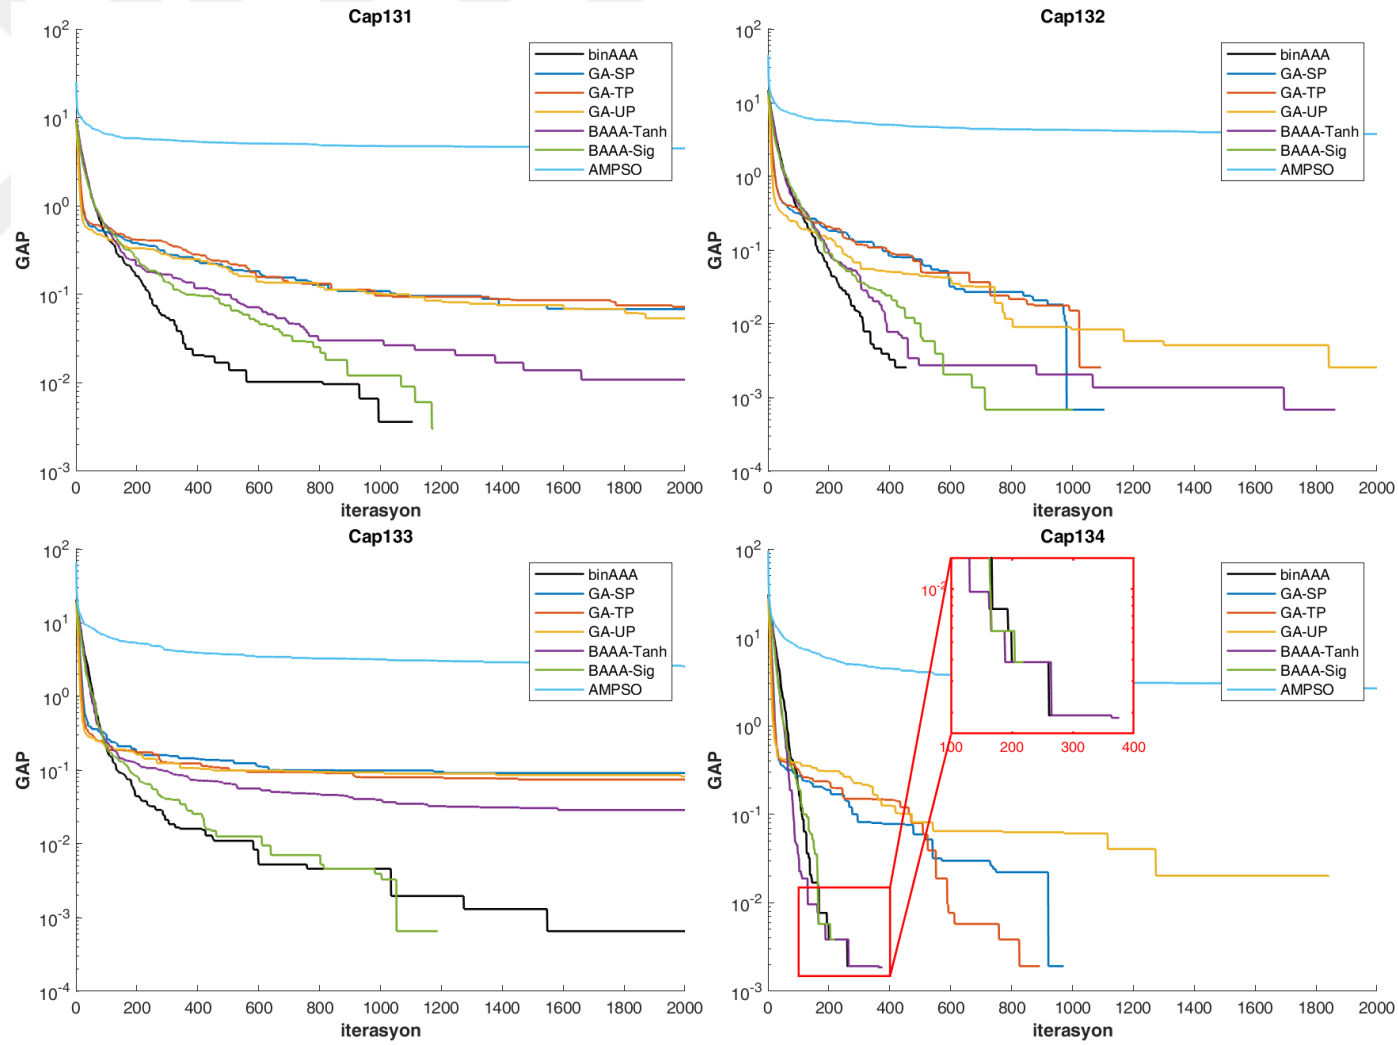 Cap131
GAP
10^2
10^1
10^0
10^-1
10^-2
10^-3
0 200 400 600 800 1000 1200 1400 1600 1800 2000
iterasyon
binAAA
GA-SP
GA-TP
GA-UP
BAAA-Tanh
BAAA-Sig
AMPSO
Cap132
GAP
10^2
10^1
10^0
10^-1
10^-2
10^-3
10^-4
0 200 400 600 800 1000 1200 1400 1600 1800 2000
iterasyon
binAAA
GA-SP
GA-TP
GA-UP
BAAA-Tanh
BAAA-Sig
AMPSO
Cap133
GAP
10^2
10^1
10^0
10^-1
10^-2
10^-3
10^-4
0 200 400 600 800 1000 1200 1400 1600 1800 2000
iterasyon
binAAA
GA-SP
GA-TP
GA-UP
BAAA-Tanh
BAAA-Sig
AMPSO
Cap134
GAP
10^2
10^1
10^0
10^-1
10^-2
10^-3
0 200 400 600 800 1000 1200 1400 1600 1800 2000
iterasyon
10^-2
100 200 300 400
binAAA
GA-SP
GA-TP
GA-UP
BAAA-Tanh
BAAA-Sig
AMPSO